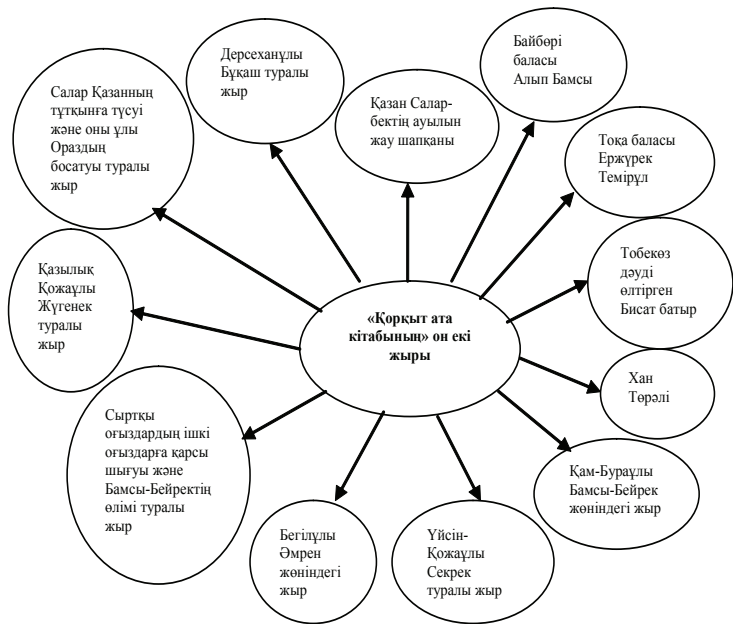 Дерсеханұлы
Бұқаш туралы
жыр
Қазан Салар-
бектің ауылын
жау шапқаны
Байбөрі
баласы
Алып Бамсы
Тоқа баласы
Ержүрек
Темірұл
Тобекөз
дәуді
өлтірген
Бисат батыр
Хан
Төрәлі
Қам-Бураұлы
Бамсы-Бейрек
жөніндегі жыр
Үйсін-
Қожаұлы
Секрек
туралы жыр
Бегілұлы
Әмрен
жөніндегі
жыр
Сыртқы
оғыздардың ішкі
оғыздарға қарсы
шығуы және
Бамсы-Бейректің
өлімі туралы
жыр
Қазылық
Қожаұлы
Жүгенек
туралы
жыр
Салар Қазанның
тұтқынға түсуі
және оны ұлы
Ораздың
босатуы туралы
жыр
«Қорқыт ата
кітабының» он екі
жыры